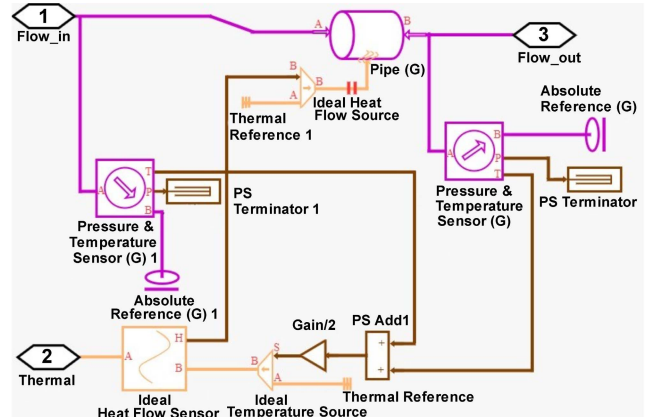 1
Flow_in
A
B
3
Flow_out
Pipe (G)
B
B
A
Ideal Heat
Flow Source
Thermal
Reference 1
Absolute
Reference (G)
A
B
P
T
Pressure &
Temperature
Sensor (G)
PS Terminator
A
T
P
B
PS
Terminator 1
Pressure &
Temperature
Sensor (G) 1
Absolute
Reference (G) 1
2
Thermal
A
H
B
Ideal
Heat Flow Sensor
B
S
A
Ideal
Temperature Source
Gain/2
PS Add1
+
+
Thermal Reference